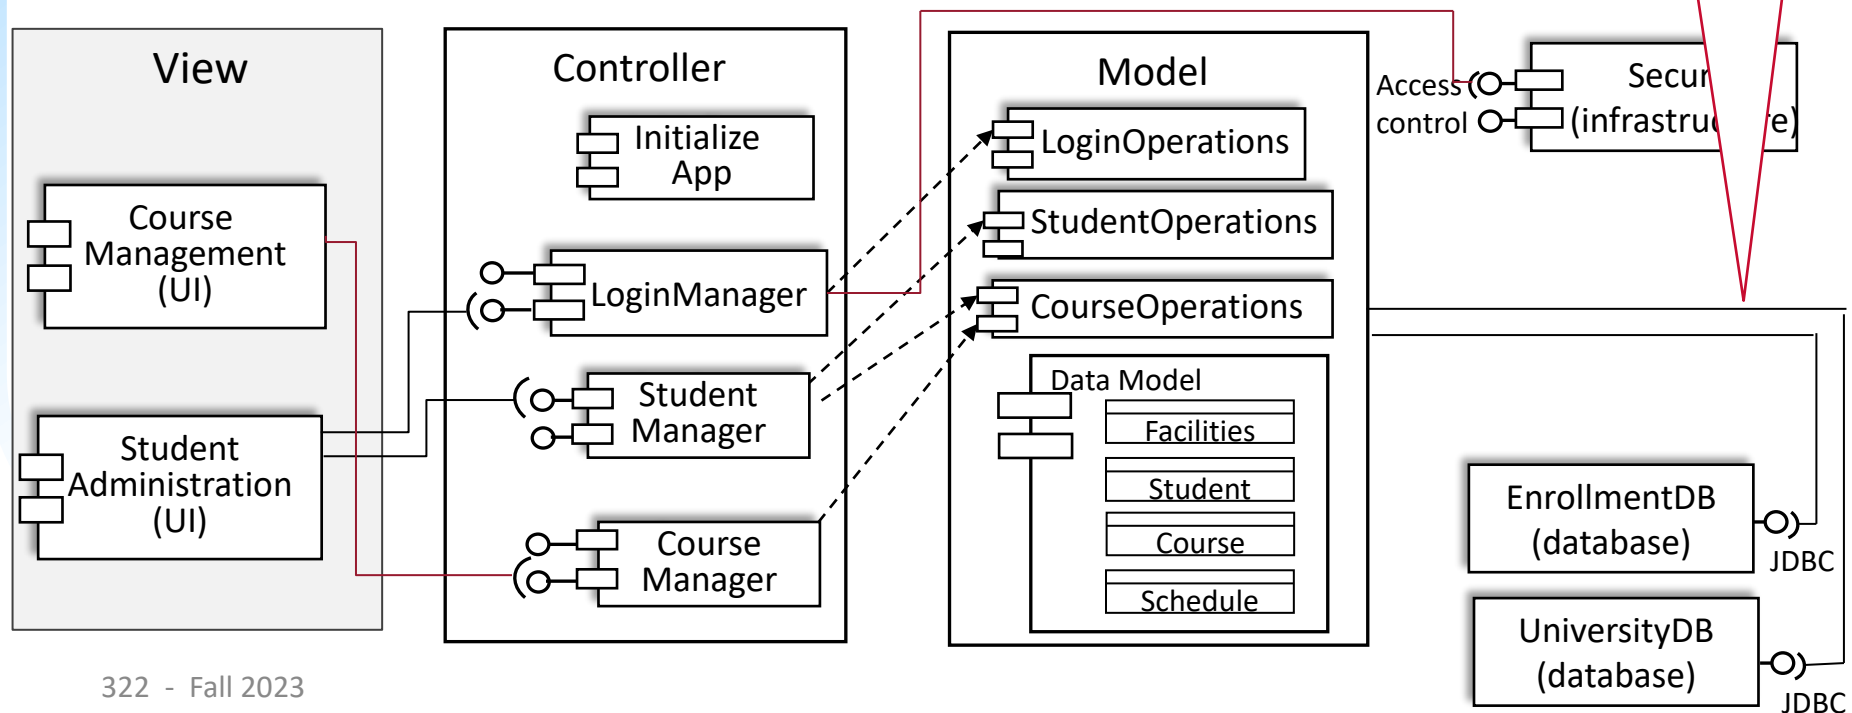 View
Course
Management
(UI)
Student
Administration
(UI)
Controller
Initialize
App
LoginManager
Student
Manager
Course
Manager
Model
LoginOperations
StudentOperations
CourseOperations
Data Model
Facilities
Student
Course
Schedule
Access
control
EnrollmentDB
(database)
JDBC
UniversityDB
(database)
JDBC
322 - Fall 2023